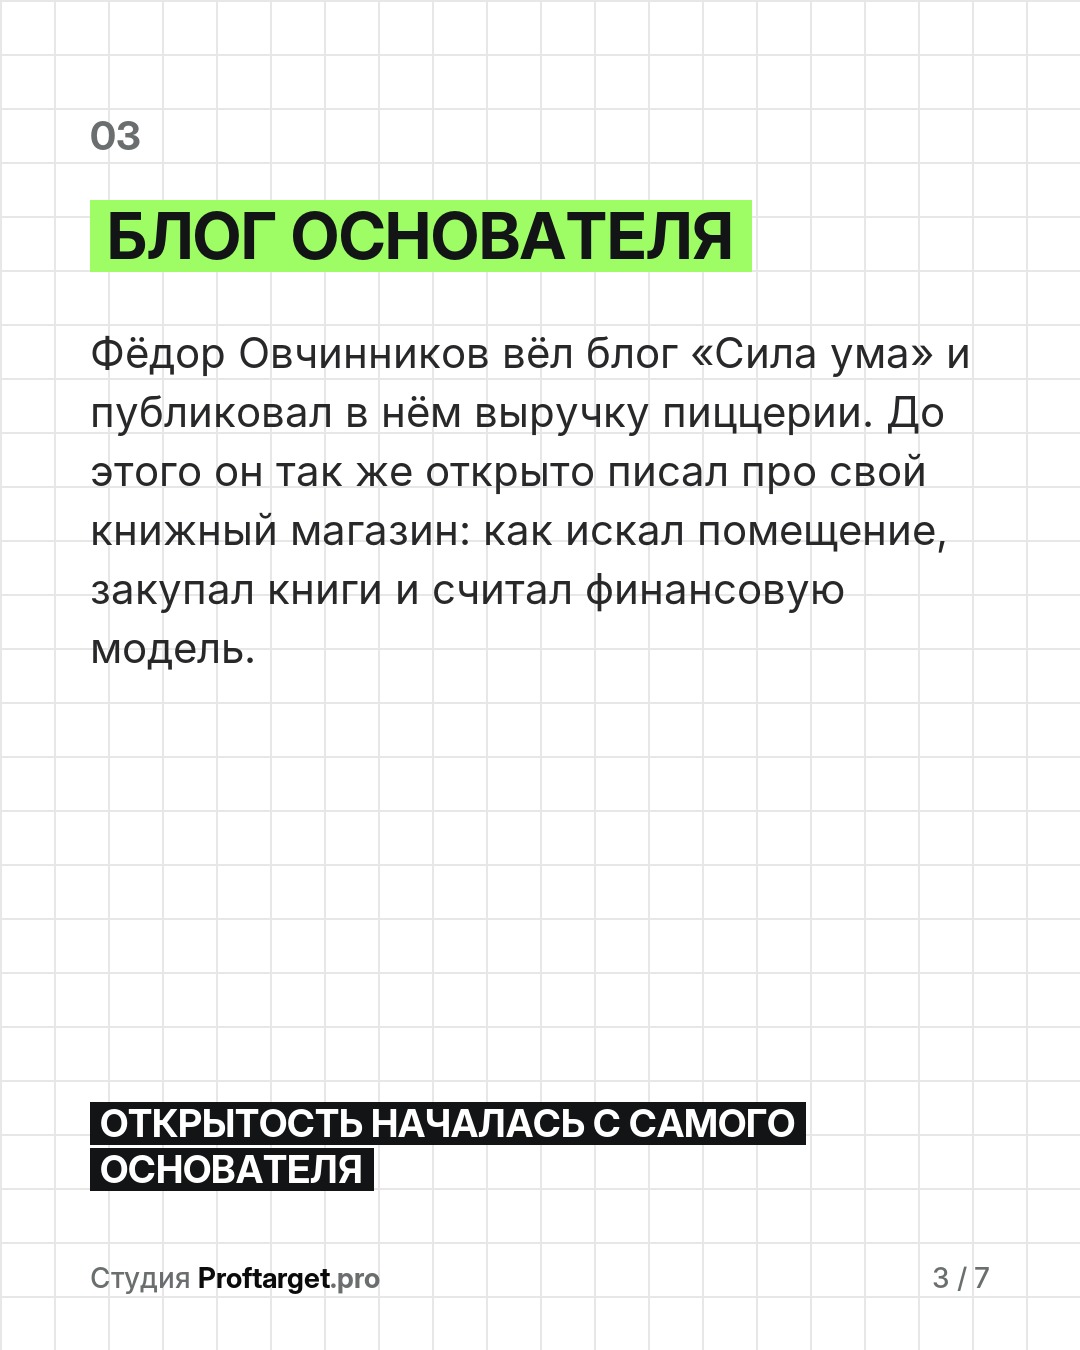 03
БЛОГ ОСНОВАТЕЛЯ
Фёдор Овчинников вёл блог «Сила ума» и
публиковал в нём выручку пиццерии. До
этого он так же открыто писал про свой
книжный магазин: как искал помещение,
закупал книги и считал финансовую
модель.
ОТКРЫТОСТЬ НАЧАЛАСЬ С САМОГО
ОСНОВАТЕЛЯ
Студия Proftarget.pro
3 / 7